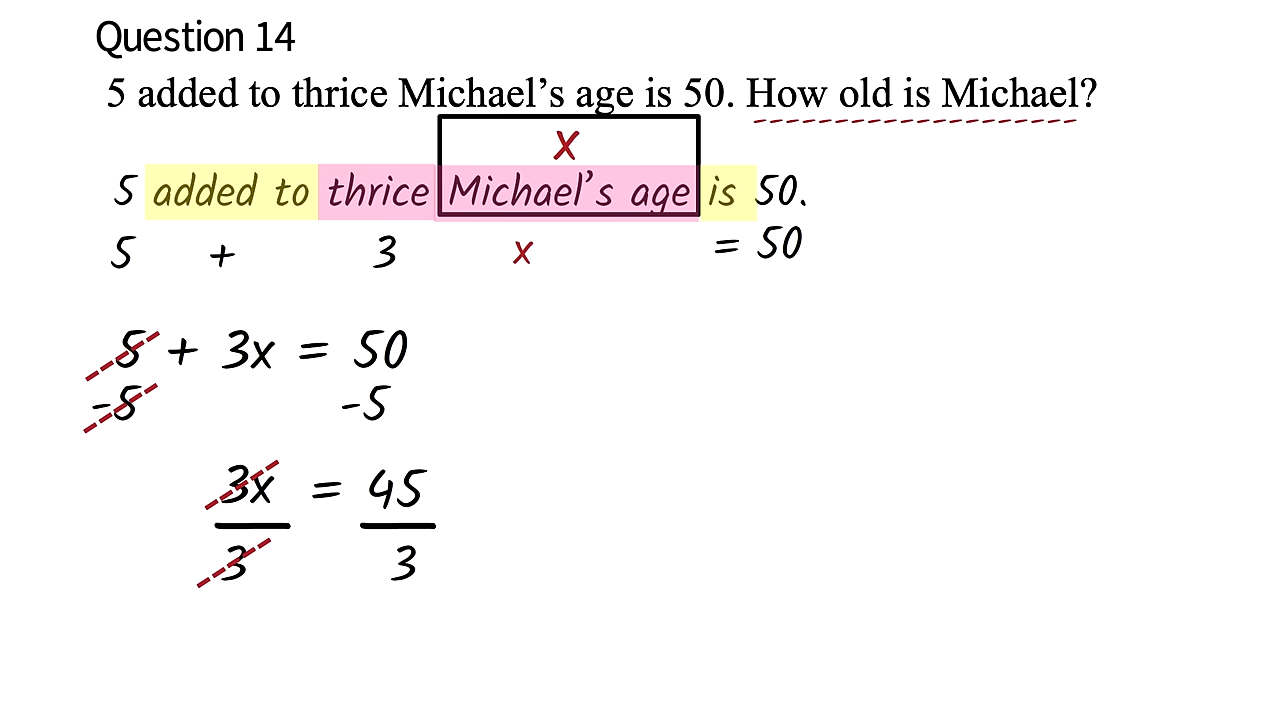 Question 14
5 added to thrice Michael’s age is 50. How old is Michael?
x
5 added to thrice Michael’s age is 50.
5 + 3 x = 50
5 + 3x = 50
-5 -5
3x = 45
3 3